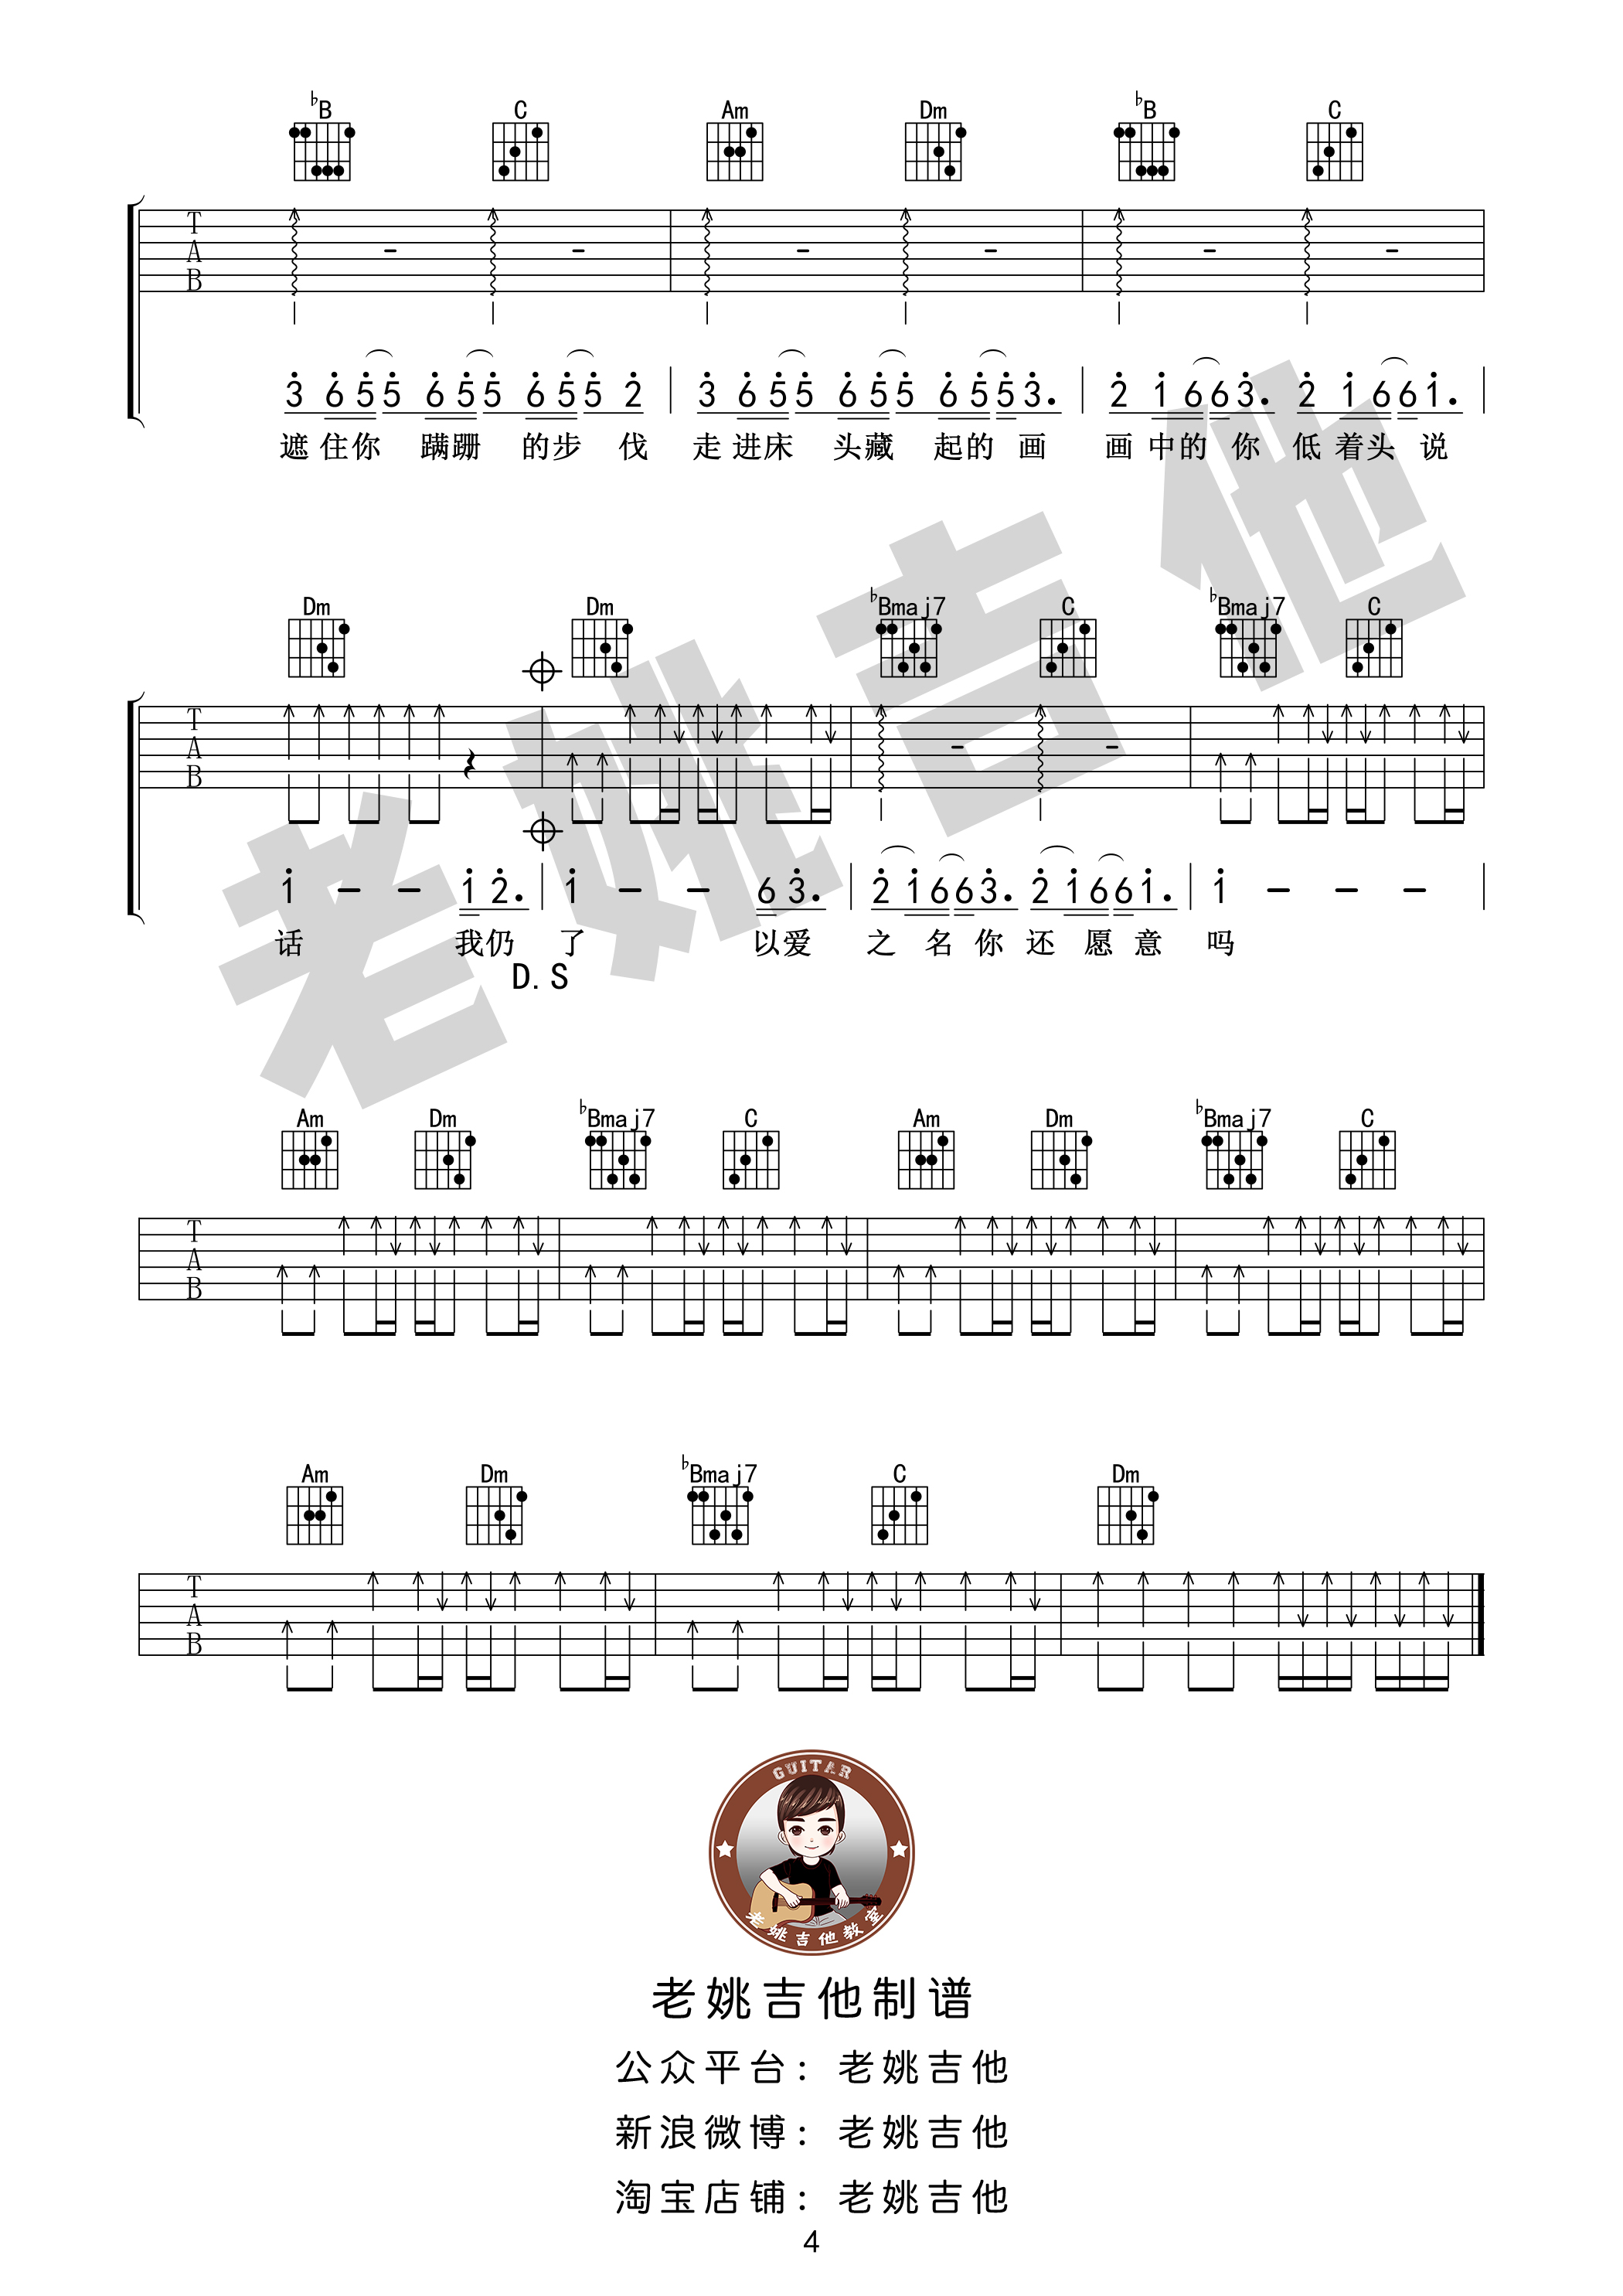 ♭B C Am Dm ♭B C
T
A
B
3 6 5 5 6 5 5 6 5 5 2 3 6 5 5 6 5 5 6 5 5 3. 2 1 6 6 3. 2 1 6 6 1.
遮住你 蹒跚 的步 伐 走进床 头藏 起的 画 画 中的 你 低 着头 说
Dm Dm ♭Bmaj7 C ♭Bmaj7 C
T
A
B
1 - - 1 2. 1 - - 6 3. 2 1 6 6 3. 2 1 6 6 1. 1 - - -
话 我仍 了 以爱 之 名 你 还 愿 意 吗
D.S
老姚吉他
Am Dm ♭Bmaj7 C Am Dm ♭Bmaj7 C
T
A
B
Am Dm ♭Bmaj7 C Dm
T
A
B
GUITAR
老姚吉他教室
老姚吉他制谱
公众平台：老姚吉他
新浪微博：老姚吉他
淘宝店铺：老姚吉他
4